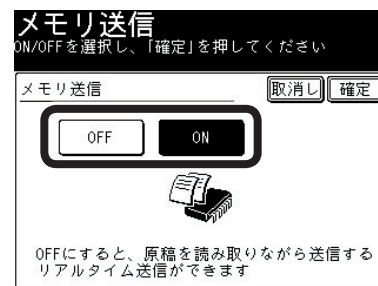 メモリ送信
ON/OFFを選択し、「確定」を押してください
メモリ送信
取消し 確定
OFF ON
OFFにすると、原稿を読み取りながら送信する
リアルタイム送信ができます